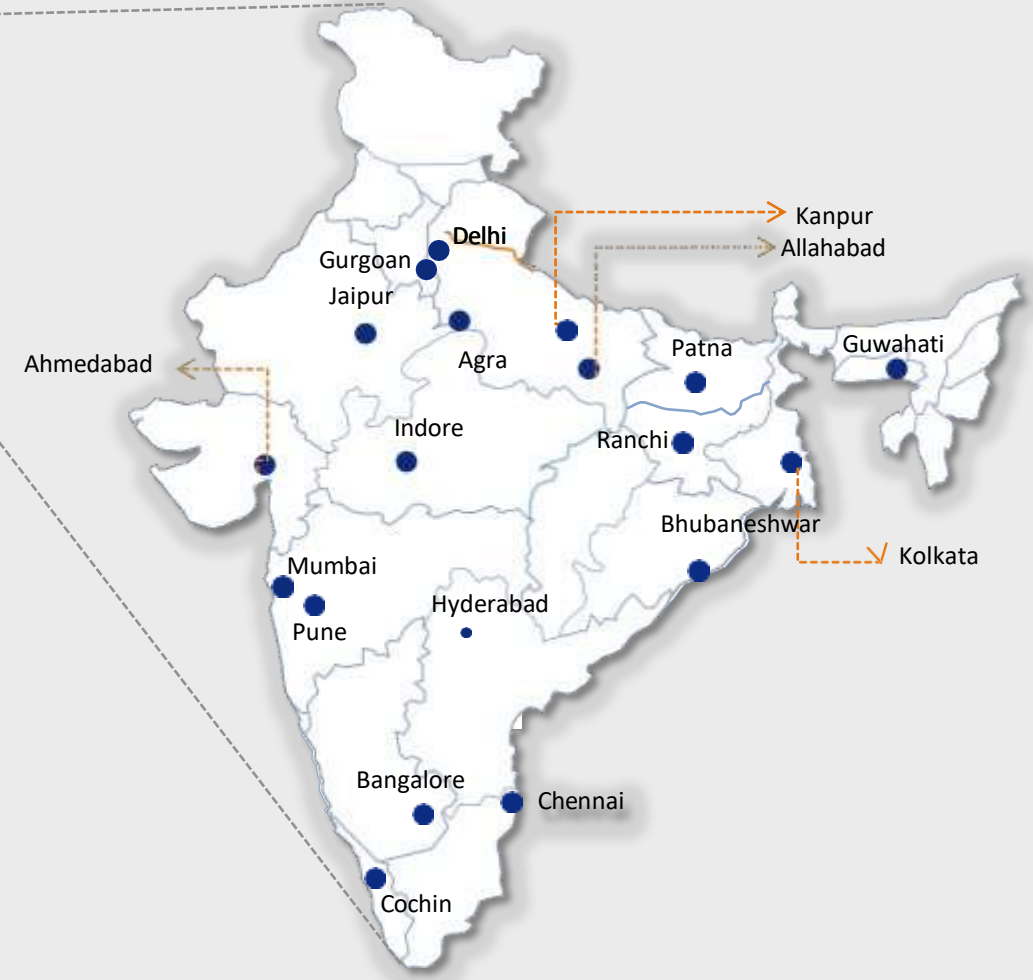 Kanpur
Delhi
Allahabad
Gurgoan
Jaipur
Guwahati
Patna
Agra
Ahmedabad
Indore
Ranchi
Bhubaneshwar
Kolkata
Mumbai
Hyderabad
Pune
Bangalore
Chennai
Cochin